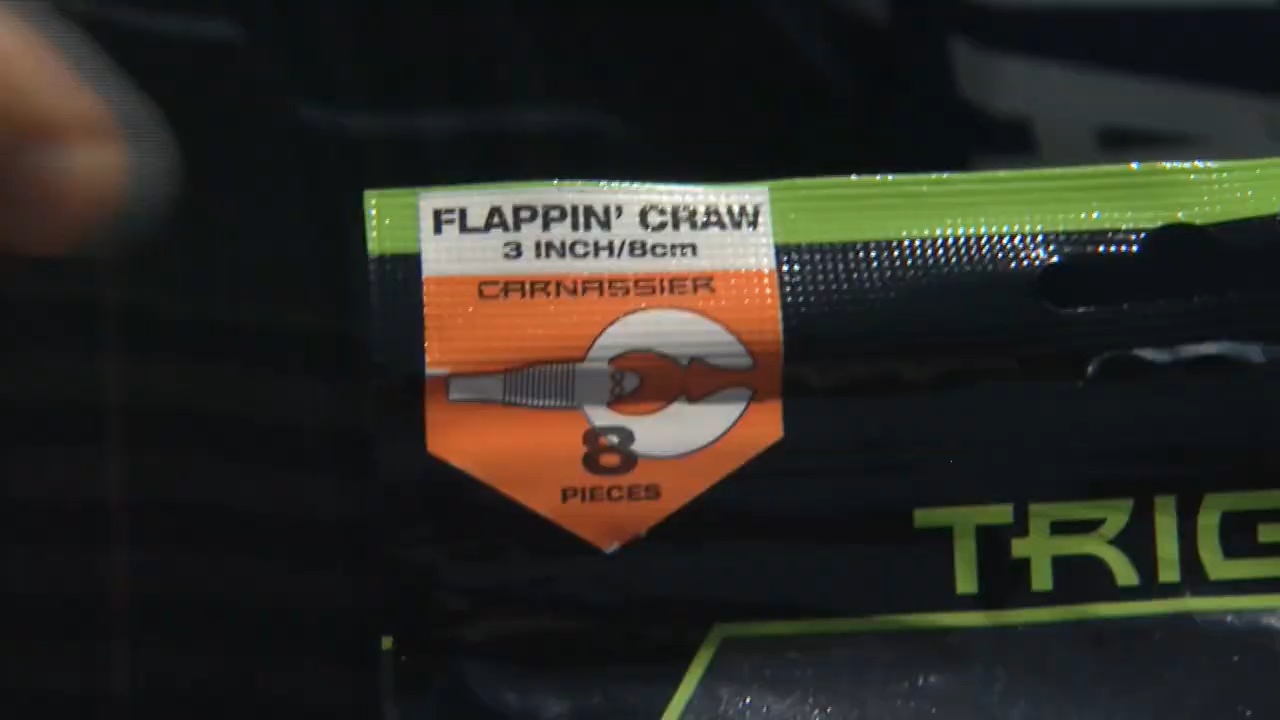 FLAPPIN' CRAW
3 INCH/8cm
CARNASSIER
8
PIECES
TRIG